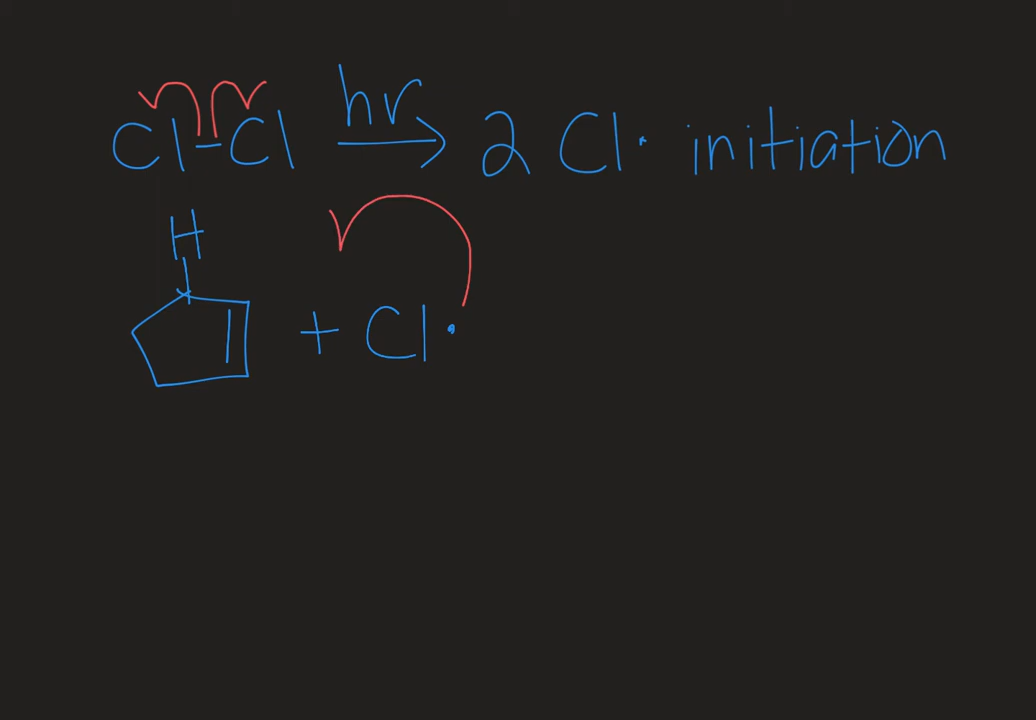 Cl-Cl hν → 2 Cl· initiation
H
+ Cl·